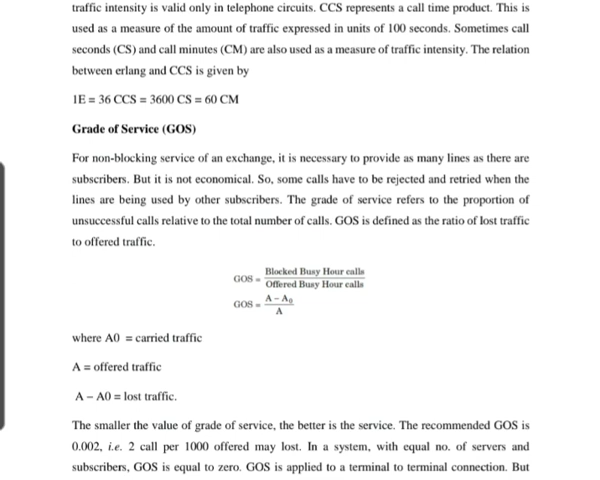 traffic intensity is valid only in telephone circuits. CCS represents a call time product. This is
used as a measure of the amount of traffic expressed in units of 100 seconds. Sometimes call
seconds (CS) and call minutes (CM) are also used as a measure of traffic intensity. The relation
between erlang and CCS is given by
1E = 36 CCS = 3600 CS = 60 CM
Grade of Service (GOS)
For non-blocking service of an exchange, it is necessary to provide as many lines as there are
subscribers. But it is not economical. So, some calls have to be rejected and retried when the
lines are being used by other subscribers. The grade of service refers to the proportion of
unsuccessful calls relative to the total number of calls. GOS is defined as the ratio of lost traffic
to offered traffic.
GOS = Blocked Busy Hour calls / Offered Busy Hour calls
GOS = A - A₀ / A
where A0 = carried traffic
A = offered traffic
A – A0 = lost traffic.
The smaller the value of grade of service, the better is the service. The recommended GOS is
0.002, i.e. 2 call per 1000 offered may lost. In a system, with equal no. of servers and
subscribers, GOS is equal to zero. GOS is applied to a terminal to terminal connection. But